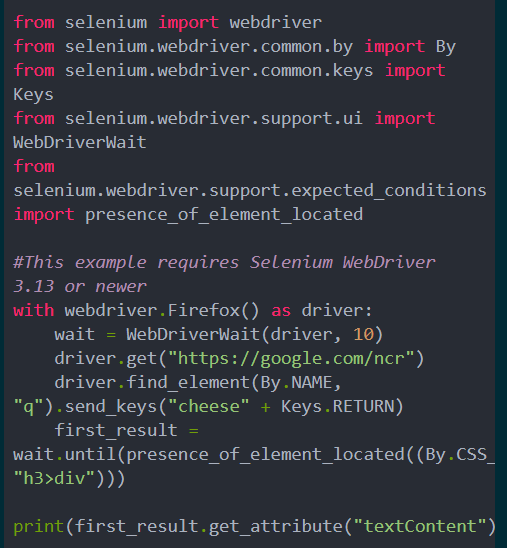 from selenium import webdriver
from selenium.webdriver.common.by import By
from selenium.webdriver.common.keys import
Keys
from selenium.webdriver.support.ui import
WebDriverWait
from
selenium.webdriver.support.expected_conditions
import presence_of_element_located
#This example requires Selenium WebDriver
3.13 or newer
with webdriver.Firefox() as driver:
    wait = WebDriverWait(driver, 10)
    driver.get("https://google.com/ncr")
    driver.find_element(By.NAME,
"q").send_keys("cheese" + Keys.RETURN)
    first_result =
wait.until(presence_of_element_located((By.CSS_
"h3>div")))
print(first_result.get_attribute("textContent")